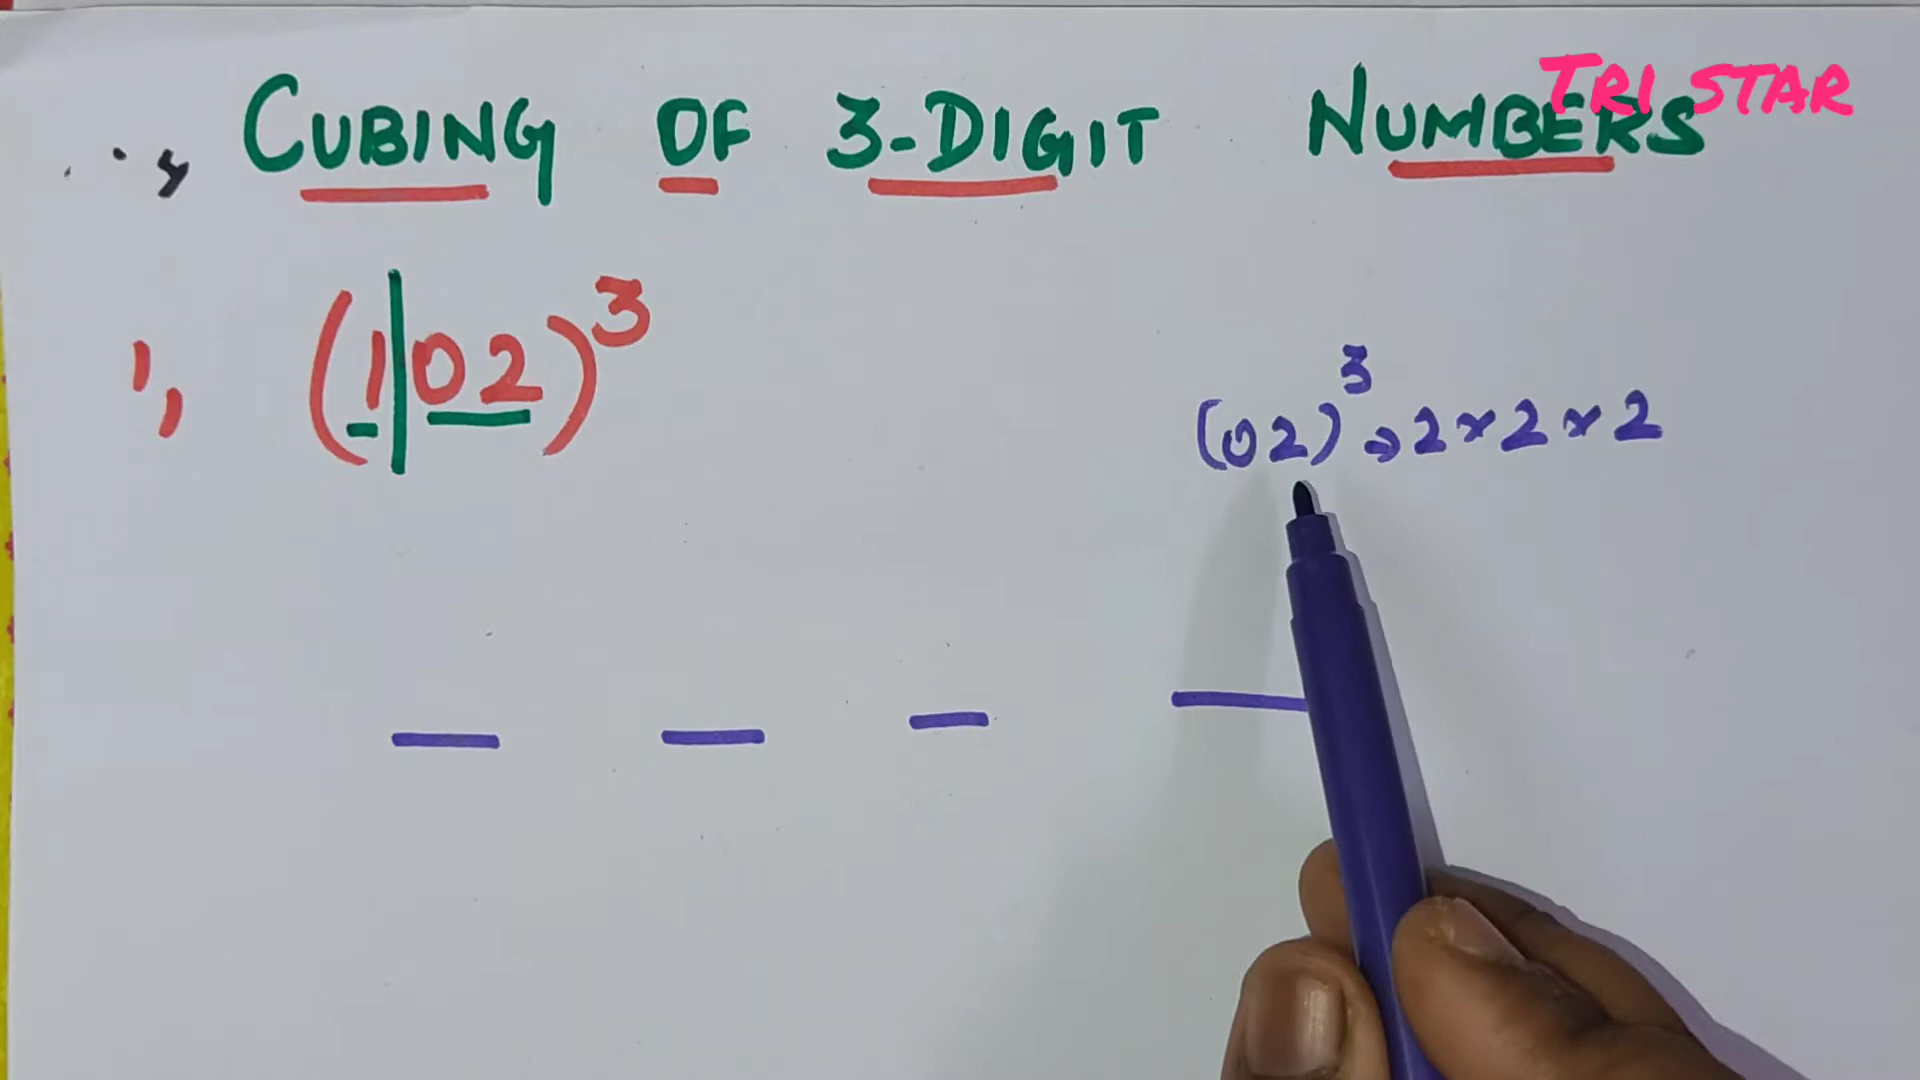 CUBING OF 3-DIGIT NUMBERS
TRI STAR
1, (1|02)³
(02)³ → 2 × 2 × 2